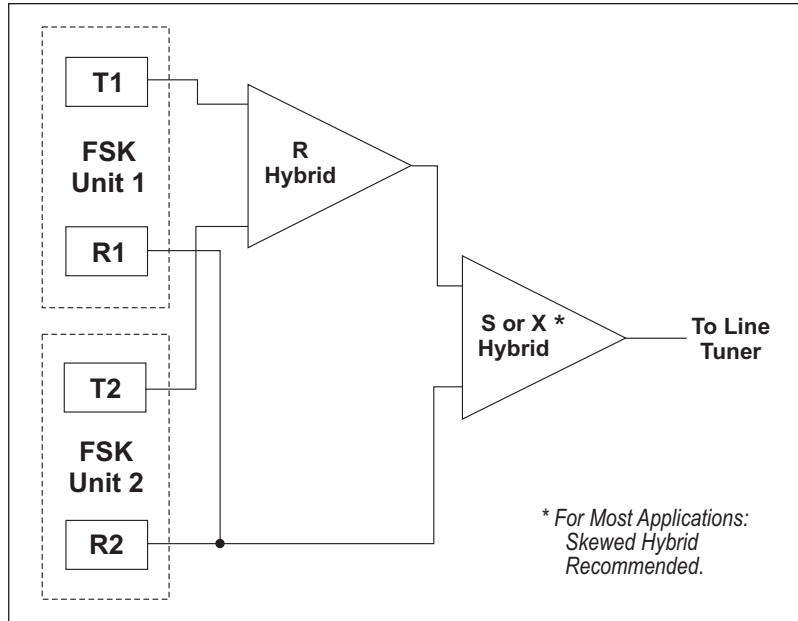 T1
FSK
Unit 1
R1
R
Hybrid
T2
FSK
Unit 2
R2
S or X *
Hybrid
To Line
Tuner
* For Most Applications:
Skewed Hybrid
Recommended.